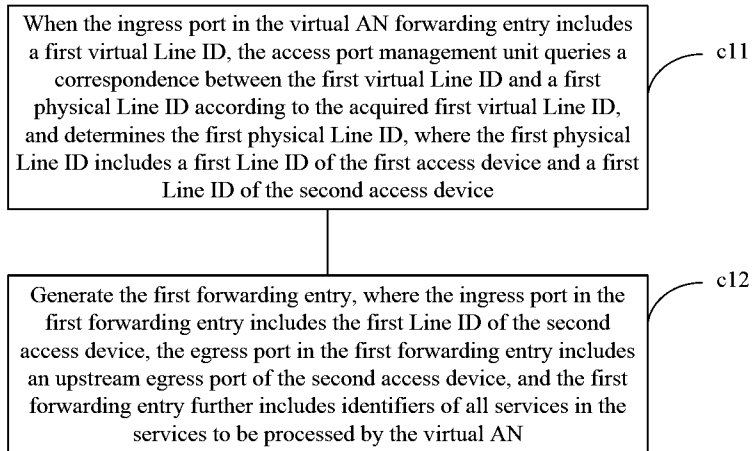 When the ingress port in the virtual AN forwarding entry includes
a first virtual Line ID, the access port management unit queries a
correspondence between the first virtual Line ID and a first
physical Line ID according to the acquired first virtual Line ID,
and determines the first physical Line ID, where the first physical
Line ID includes a first Line ID of the first access device and a first
Line ID of the second access device
c11
Generate the first forwarding entry, where the ingress port in the
first forwarding entry includes the first Line ID of the second
access device, the egress port in the first forwarding entry includes
an upstream egress port of the second access device, and the first
forwarding entry further includes identifiers of all services in the
services to be processed by the virtual AN
c12